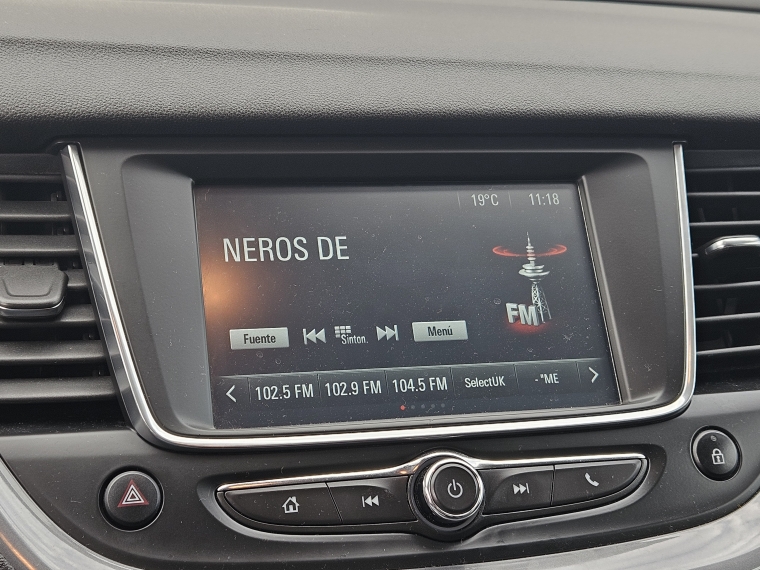 19°C 11:18
NEROS DE
FM
Fuente Sinton. Menú
102.5 FM 102.9 FM 104.5 FM SelectUK - "ME